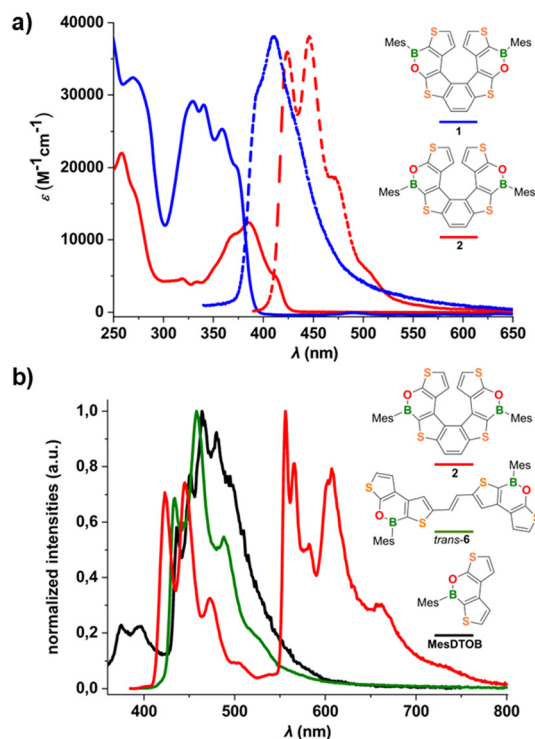 a)
ε (M⁻¹cm⁻¹)
40000
30000
20000
10000
0
250 300 350 400 450 500 550 600 650
λ (nm)
S S
Mes B B Mes
O O
S S
1
S S
O O
B B
Mes Mes
S S
2
b)
normalized intensities (a.u.)
1,0
0,8
0,6
0,4
0,2
0,0
400 500 600 700 800
λ (nm)
S S
O O
B B
Mes Mes
S S
2
Mes
S S B O
O B S S
Mes
trans-6
S
O
B
Mes S
MesDTOB